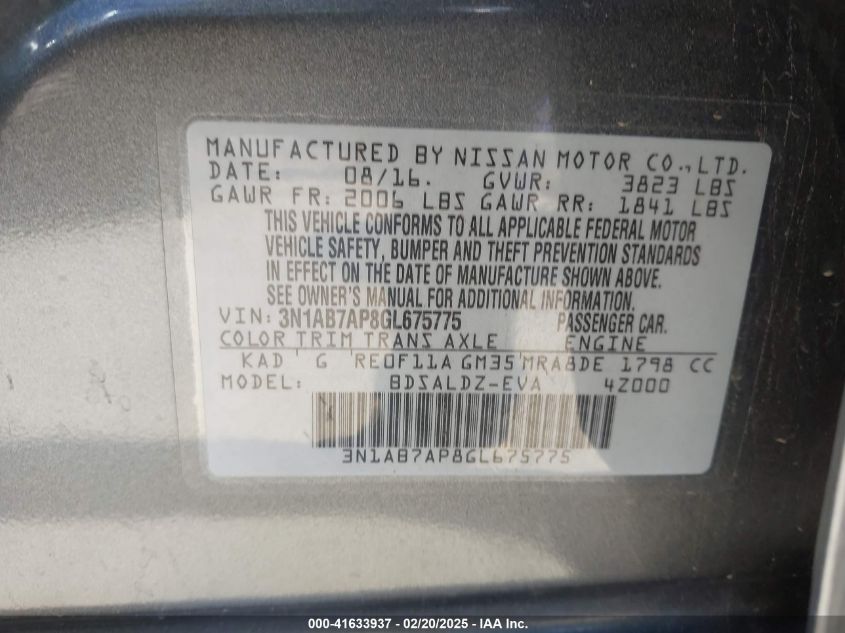 MANUFACTURED BY NISSAN MOTOR CO., LTD.
DATE: 08/16. GVWR: 3823 LBS
GAWR FR: 2006 LBS GAWR RR: 1841 LBS
THIS VEHICLE CONFORMS TO ALL APPLICABLE FEDERAL MOTOR
VEHICLE SAFETY, BUMPER AND THEFT PREVENTION STANDARDS
IN EFFECT ON THE DATE OF MANUFACTURE SHOWN ABOVE.
SEE OWNER'S MANUAL FOR ADDITIONAL INFORMATION.
VIN: 3N1AB7AP8GL675775 PASSENGER CAR.
COLOR TRIM TRANS AXLE ENGINE
KAD G RE0F11A GM35 MRA8DE 1798 CC
MODEL: BDSALDZ-EVA 4Z000
3N1AB7AP8GL675775
000-41633937 - 02/20/2025 - IAA Inc.